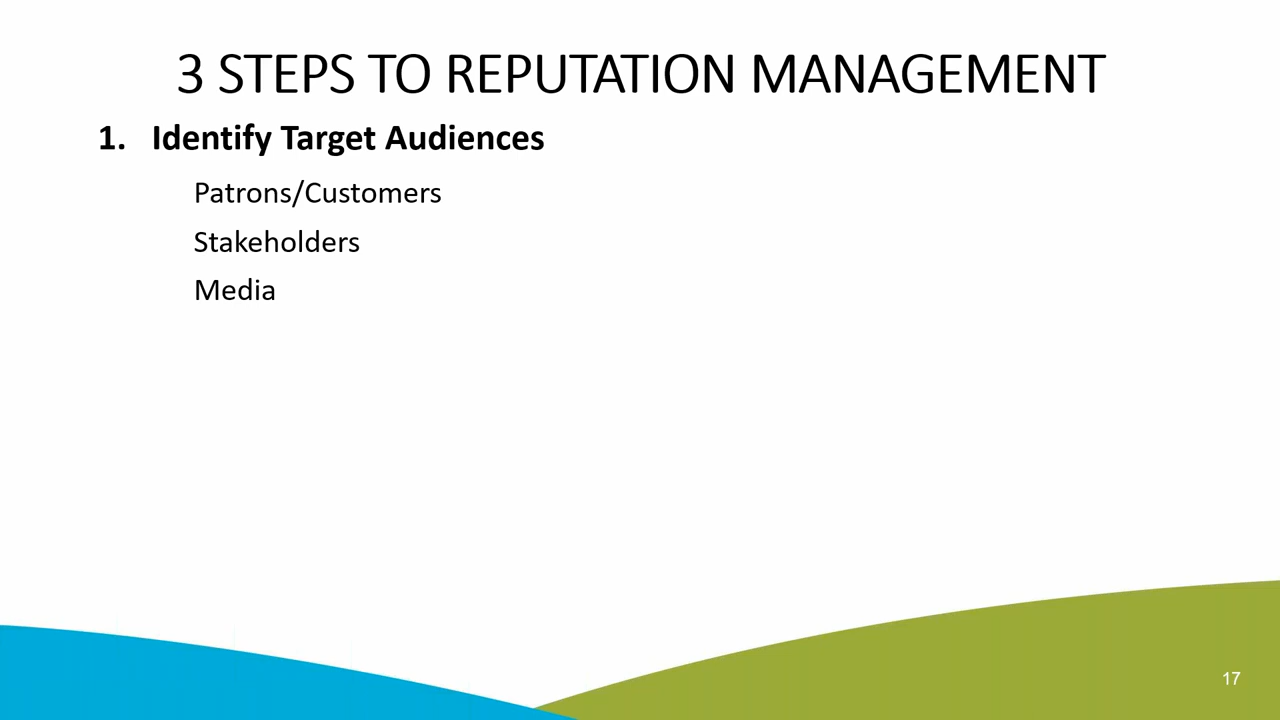 3 STEPS TO REPUTATION MANAGEMENT
1. Identify Target Audiences
Patrons/Customers
Stakeholders
Media
17